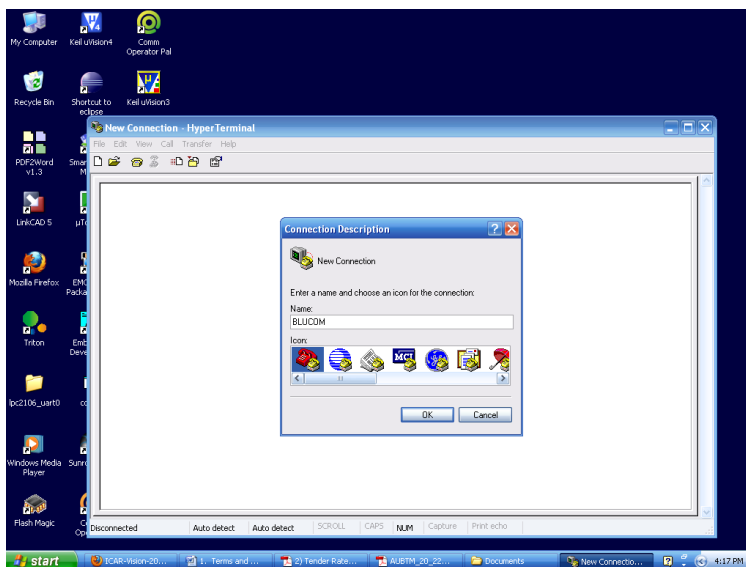 My Computer
Keil uVision4
Comm
Operator Pal
Recycle Bin
Shortcut to
eclipse
Keil uVision3
New Connection - HyperTerminal
File Edit View Call Transfer Help
PDF2Word
v1.3
LinkCAD 5
Mozilla Firefox
Triton
lpc2106_uart0
Windows Media
Player
Flash Magic
Connection Description
New Connection
Enter a name and choose an icon for the connection:
Name:
BLUCOM
Icon:
MCI
OK Cancel
Disconnected Auto detect Auto detect SCROLL CAPS NUM Capture Print echo
start ICAR-Vision-20... 1. Terms and ... 2) Tender Rate... AUBTM_20_22... Documents New Connectio... 4:17 PM